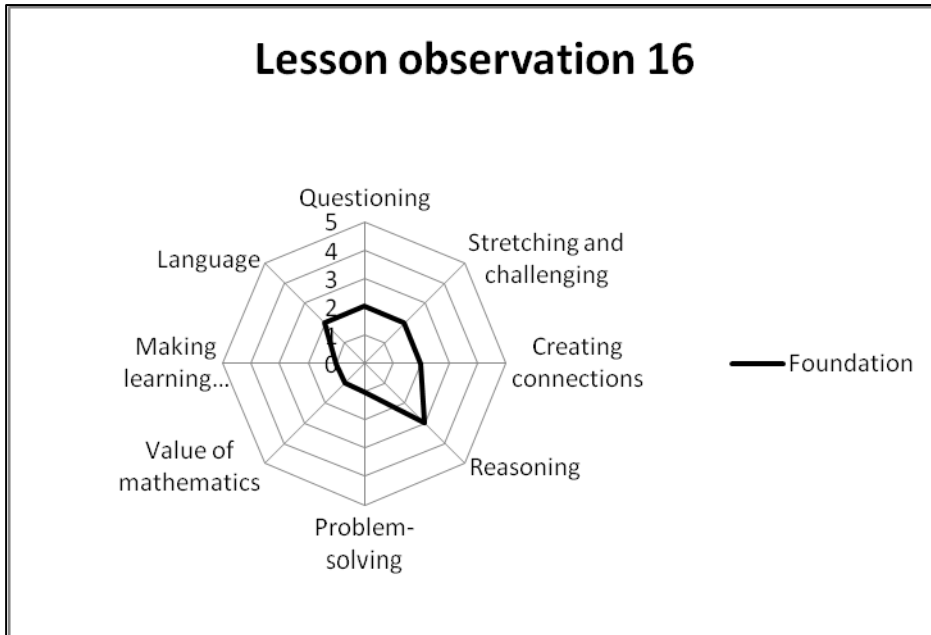 Lesson observation 16
Questioning
5
4
3
2
1
0
Stretching and
challenging
Creating
connections
Reasoning
Problem-
solving
Value of
mathematics
Making
learning...
Language
Foundation